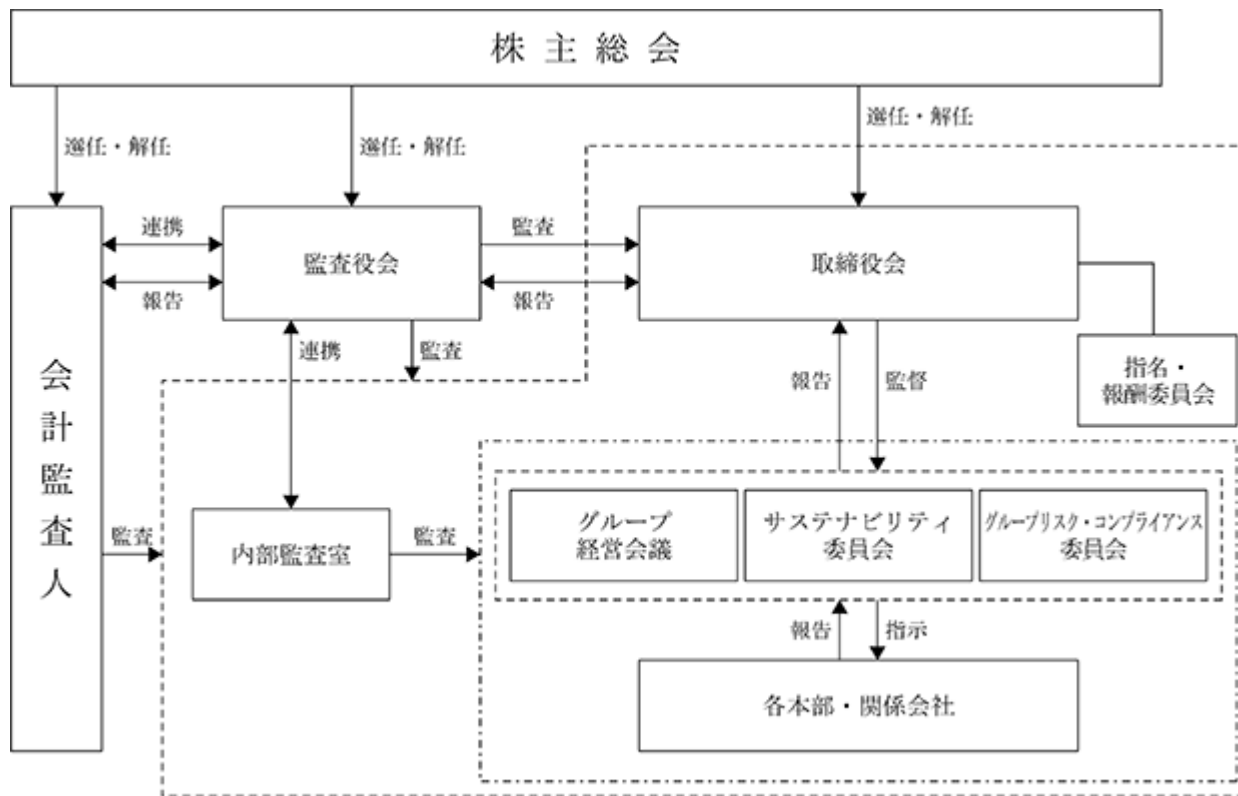 株主総会
選任・解任
選任・解任
選任・解任
連携
監査
監査役会
取締役会
報告
報告
連携
監査
報告
監督
指名・
報酬委員会
会計監査人
監査
内部監査室
監査
グループ
経営会議
サステナビリティ
委員会
グループリスク・コンプライアンス
委員会
報告
指示
各本部・関係会社